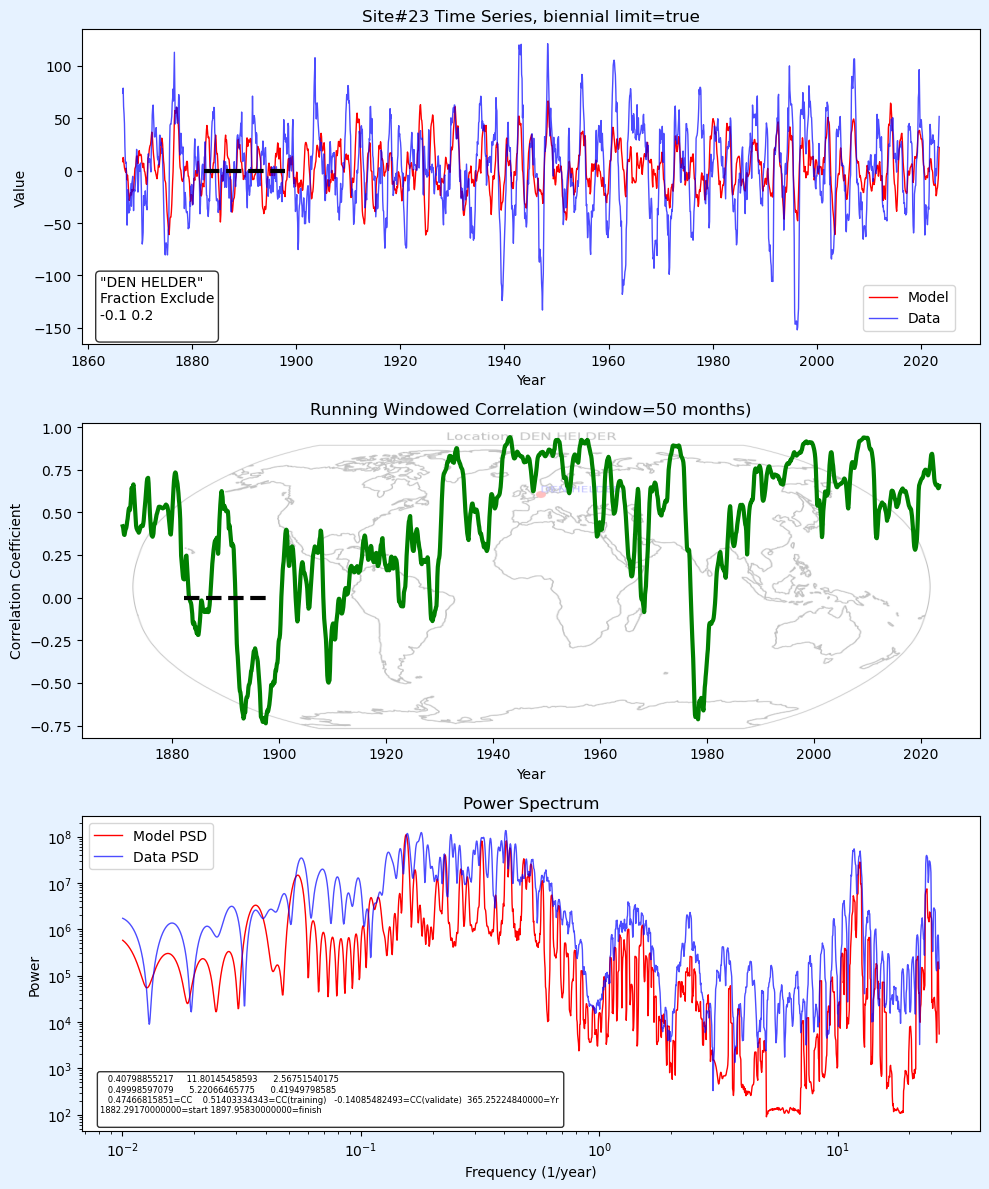 Site#23 Time Series, biennial limit=true
Value
100
50
0
−50
−100
−150
"DEN HELDER"
Fraction Exclude
-0.1 0.2
Model
Data
1860 1880 1900 1920 1940 1960 1980 2000 2020
Year
Running Windowed Correlation (window=50 months)
Correlation Coefficient
1.00
0.75
0.50
0.25
0.00
−0.25
−0.50
−0.75
Location: DEN HELDER
1880 1900 1920 1940 1960 1980 2000 2020
Year
Power Spectrum
Power
10^8
10^7
10^6
10^5
10^4
10^3
10^2
Model PSD
Data PSD
0.40798855217 11.80145458593 2.56751540175
0.49998597079 5.22066465775 0.41949798585
0.47466815851=CC 0.51403334343=CC(training) -0.14085482493=CC(validate) 365.25224840000=Yr
1882.29170000000=start 1897.95830000000=finish
10^−2 10^−1 10^0 10^1
Frequency (1/year)